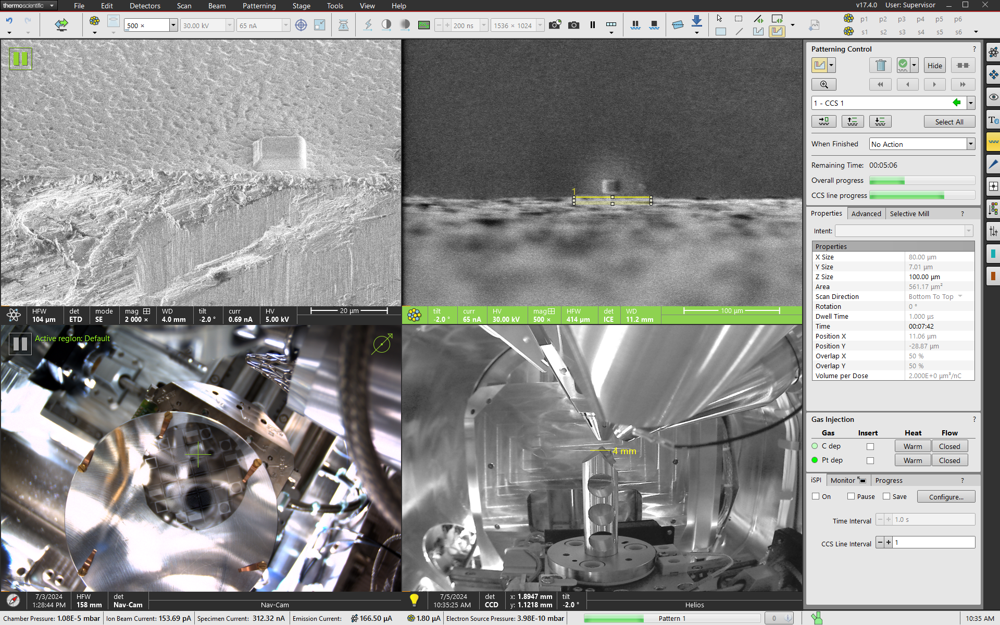 thermoscientific File Edit Detectors Scan Beam Patterning Stage Tools View Help v17.4.0 User: Supervisor
500 × 30.00 kV 65 nA 200 ns 1536 × 1024
p1 p2 p3 p4 p5 p6
s1 s2 s3 s4 s5 s6
1
HFW det mode mag WD tilt curr HV
104 µm ETD SE 2 000 × 4.0 mm -2.0 ° 0.69 nA 5.00 kV
20 µm
tilt curr HV mag HFW det WD
-2.0 ° 65 nA 30.00 kV 500 × 414 µm ICE 11.2 mm
100 µm
Active region: Default
4 mm
7/3/2024 HFW det
1:28:44 PM 158 mm Nav-Cam
Nav-Cam
7/5/2024 det x: 1.8947 mm tilt
10:35:25 AM CCD y: 1.1218 mm -2.0 °
Helios
Patterning Control ?
Hide
1 - CCS 1
Select All
When Finished No Action
Remaining Time: 00:05:06
Overall progress
CCS line progress
Properties Advanced Selective Mill ?
Intent:
Properties
X Size 80.00 µm
Y Size 7.01 µm
Z Size 100.00 µm
Area 561.17 µm²
Scan Direction Bottom To Top
Rotation 0 °
Dwell Time 1.000 µs
Time 00:07:42
Position X 11.06 µm
Position Y -28.87 µm
Overlap X 50 %
Overlap Y 50 %
Volume per Dose 2.000E+0 µm³/nC
Gas Injection ?
Gas Insert Heat Flow
C dep Warm Closed
Pt dep Warm Closed
iSPI Monitor Progress ?
On Pause Save Configure...
Time Interval 1.0 s
CCS Line Interval 1
Chamber Pressure: 1.08E-5 mbar Ion Beam Current: 153.69 pA Specimen Current: 312.32 nA Emission Current: 166.50 µA 1.80 µA Electron Source Pressure: 3.98E-10 mbar Pattern 1 0 10:35 AM